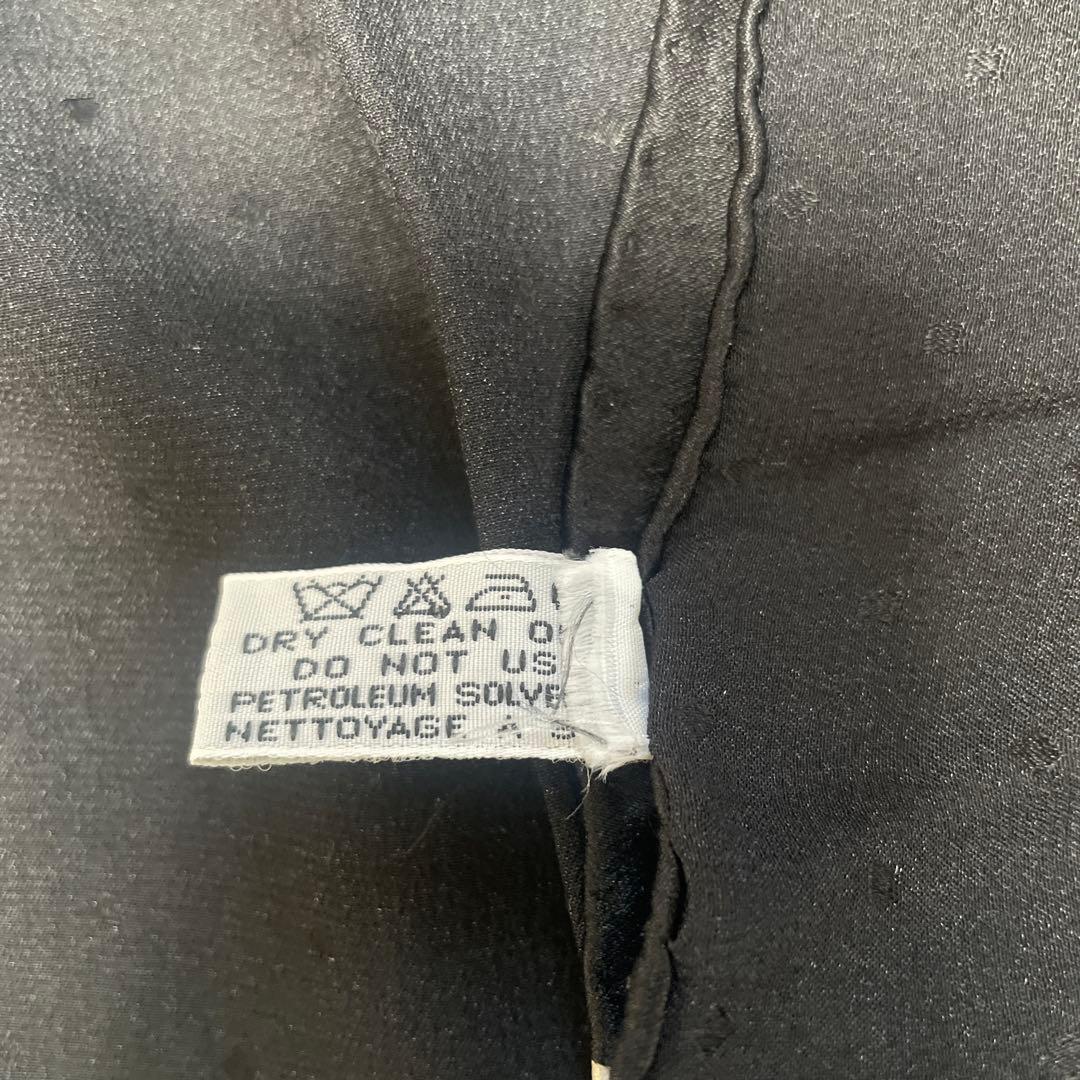 DRY CLEAN
DO NOT US
PETROLEUM SOLVE
NETTOYAGE A S